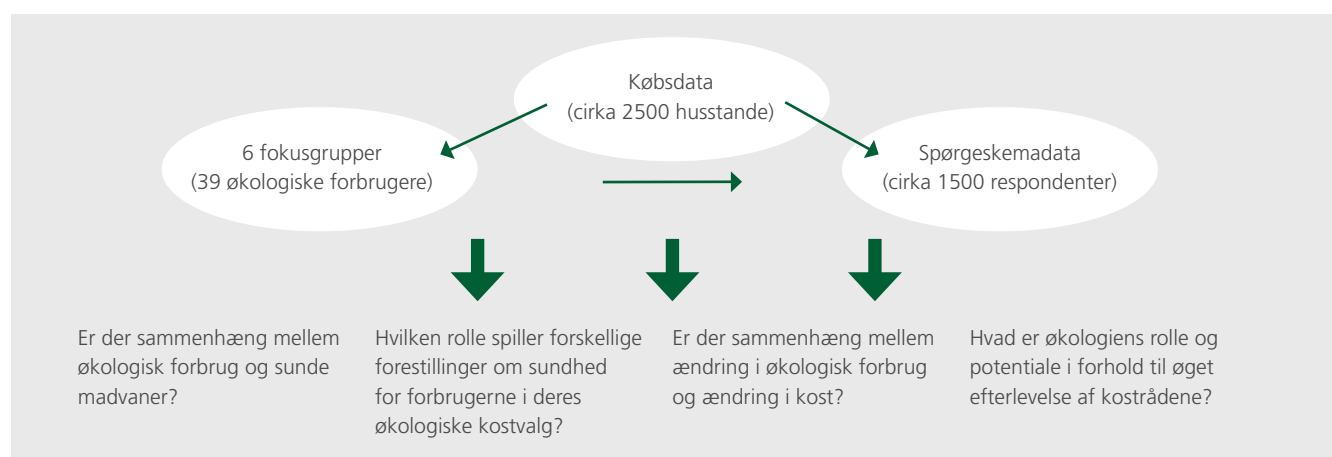 Købsdata
(cirka 2500 husstande)
6 fokusgrupper
(39 økologiske forbrugere)
Spørgeskemadata
(cirka 1500 respondenter)
Er der sammenhæng mellem
økologisk forbrug og sunde
madvaner?
Hvilken rolle spiller forskellige
forestillinger om sundhed
for forbrugerne i deres
økologiske kostvalg?
Er der sammenhæng mellem
ændring i økologisk forbrug
og ændring i kost?
Hvad er økologiens rolle og
potentiale i forhold til øget
efterlevelse af kostrådene?